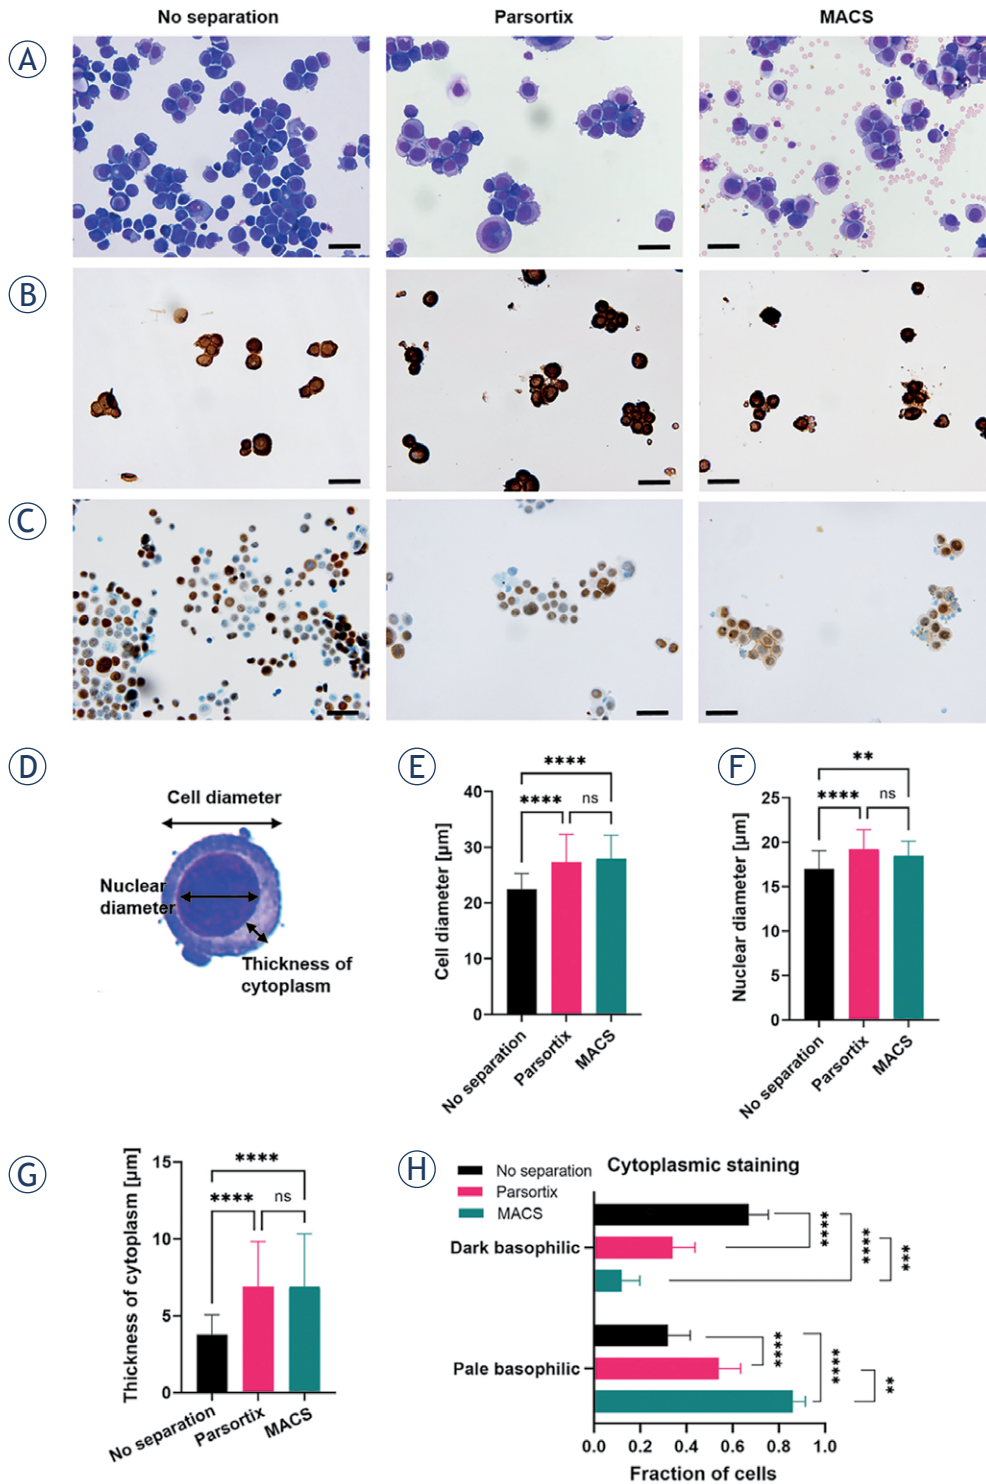 No separation Parsortix MACS
A
B
C
D
Cell diameter
Nuclear
diameter
Thickness of
cytoplasm
E
**** 
**** ns
Cell diameter [µm]
40
30
20
10
0
No separation Parsortix MACS
F
**
**** ns
Nuclear diameter [µm]
25
20
15
10
5
0
No separation Parsortix MACS
G
****
**** ns
Thickness of cytoplasm [µm]
15
10
5
0
No separation Parsortix MACS
H
Cytoplasmic staining
No separation
Parsortix
MACS
Dark basophilic
**** **** ***
Pale basophilic
**** **** **
0.0 0.2 0.4 0.6 0.8 1.0
Fraction of cells